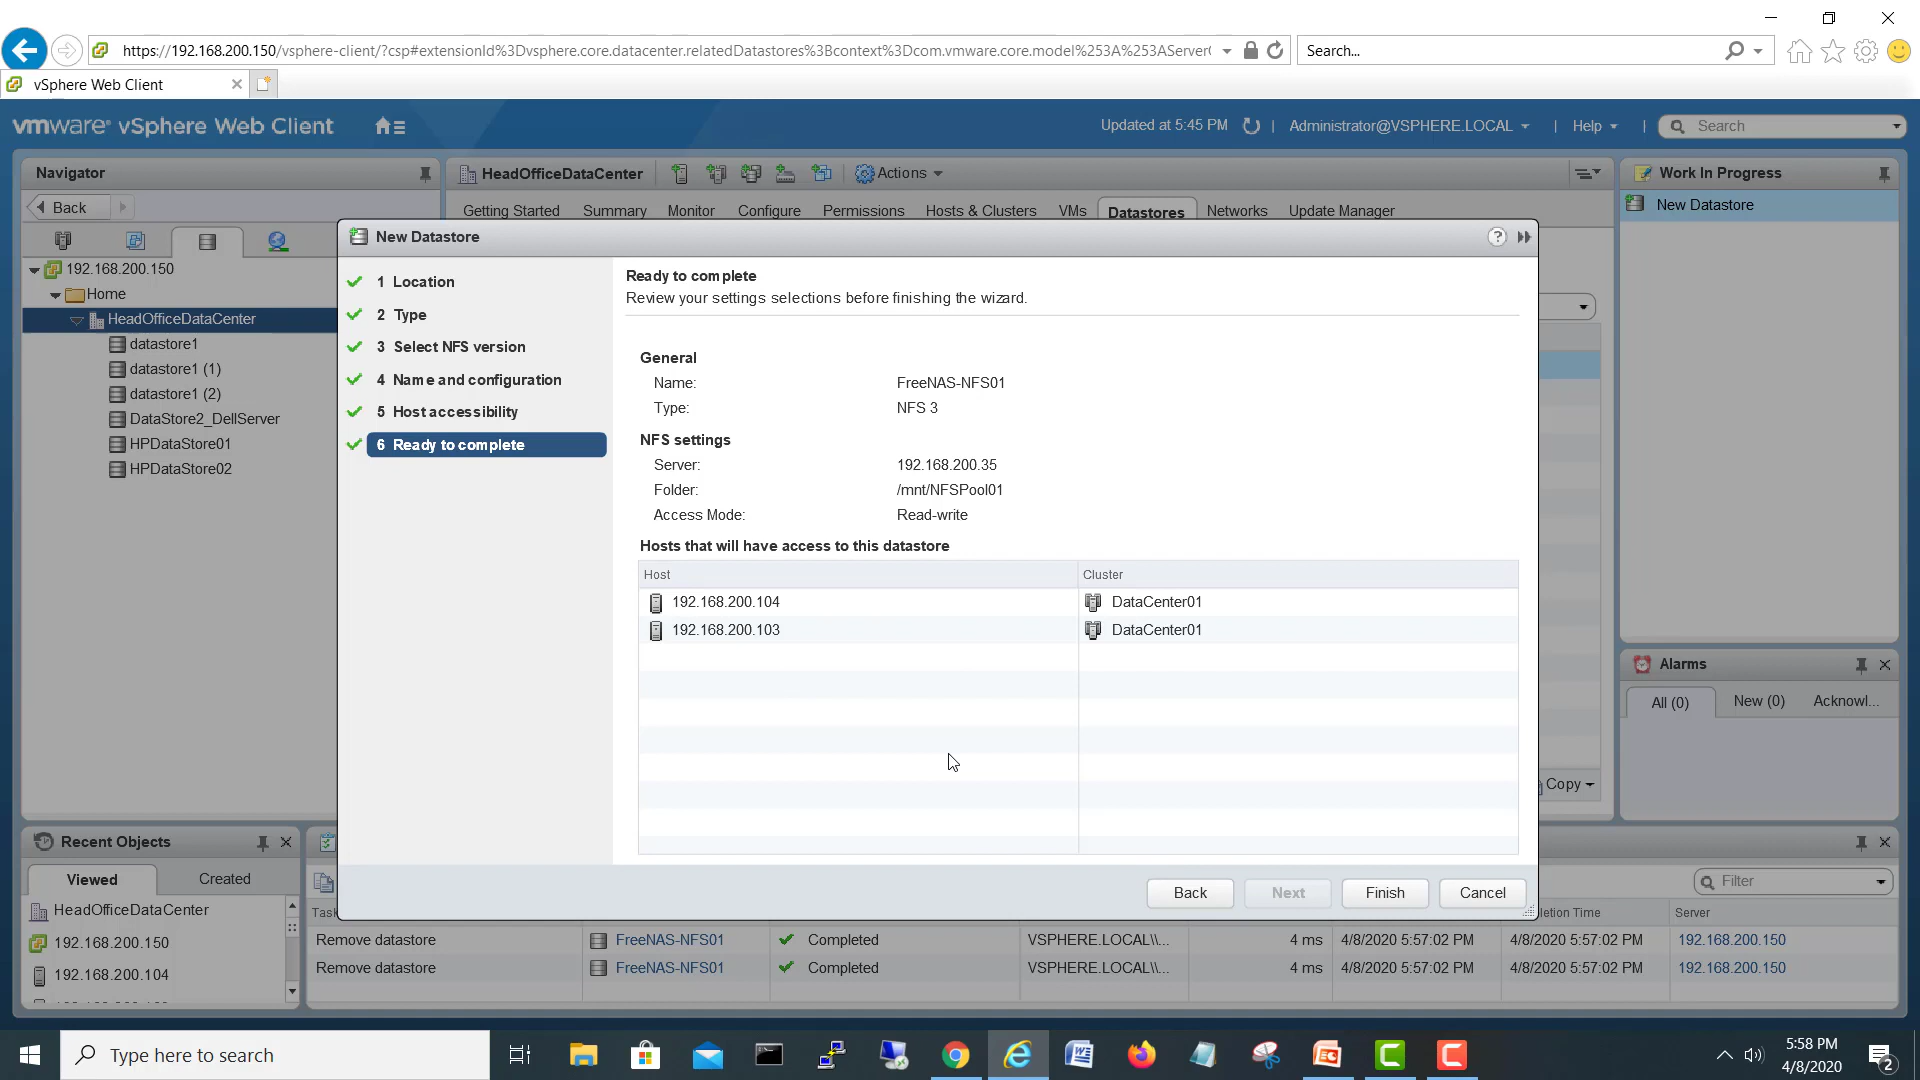 https://192.168.200.150/vsphere-client/?csp#extensionId%3Dvsphere.core.datacenter.relatedDatastores%3Bcontext%3Dcom.vmware.core.model%253A%253AServer
Search...
vSphere Web Client
vmware® vSphere Web Client
Updated at 5:45 PM
|
Administrator@VSPHERE.LOCAL
|
Help
|
Search
Navigator
HeadOfficeDataCenter
Actions
Work In Progress
Back
Getting Started
Summary
Monitor
Configure
Permissions
Hosts & Clusters
VMs
Datastores
Networks
Update Manager
New Datastore
New Datastore
192.168.200.150
Home
HeadOfficeDataCenter
datastore1
datastore1 (1)
datastore1 (2)
DataStore2_DellServer
HPDataStore01
HPDataStore02
1 Location
2 Type
3 Select NFS version
4 Name and configuration
5 Host accessibility
6 Ready to complete
Ready to complete
Review your settings selections before finishing the wizard.
General
Name: FreeNAS-NFS01
Type: NFS 3
NFS settings
Server: 192.168.200.35
Folder: /mnt/NFSPool01
Access Mode: Read-write
Hosts that will have access to this datastore
Host Cluster
192.168.200.104 DataCenter01
192.168.200.103 DataCenter01
Back
Next
Finish
Cancel
Alarms
All (0)
New (0)
Acknowl...
Copy
Recent Objects
Viewed
Created
HeadOfficeDataCenter
192.168.200.150
192.168.200.104
Filter
Server
Remove datastore FreeNAS-NFS01 Completed VSPHERE.LOCAL\\... 4 ms 4/8/2020 5:57:02 PM 4/8/2020 5:57:02 PM 192.168.200.150
Remove datastore FreeNAS-NFS01 Completed VSPHERE.LOCAL\\... 4 ms 4/8/2020 5:57:02 PM 4/8/2020 5:57:02 PM 192.168.200.150
Type here to search
5:58 PM
4/8/2020
2